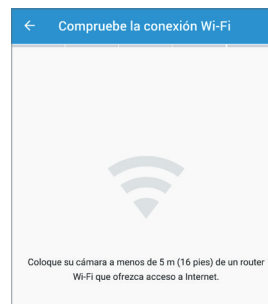 Compruebe la conexión Wi-Fi
Coloque su cámara a menos de 5 m (16 pies) de un router
Wi-Fi que ofrezca acceso a Internet.